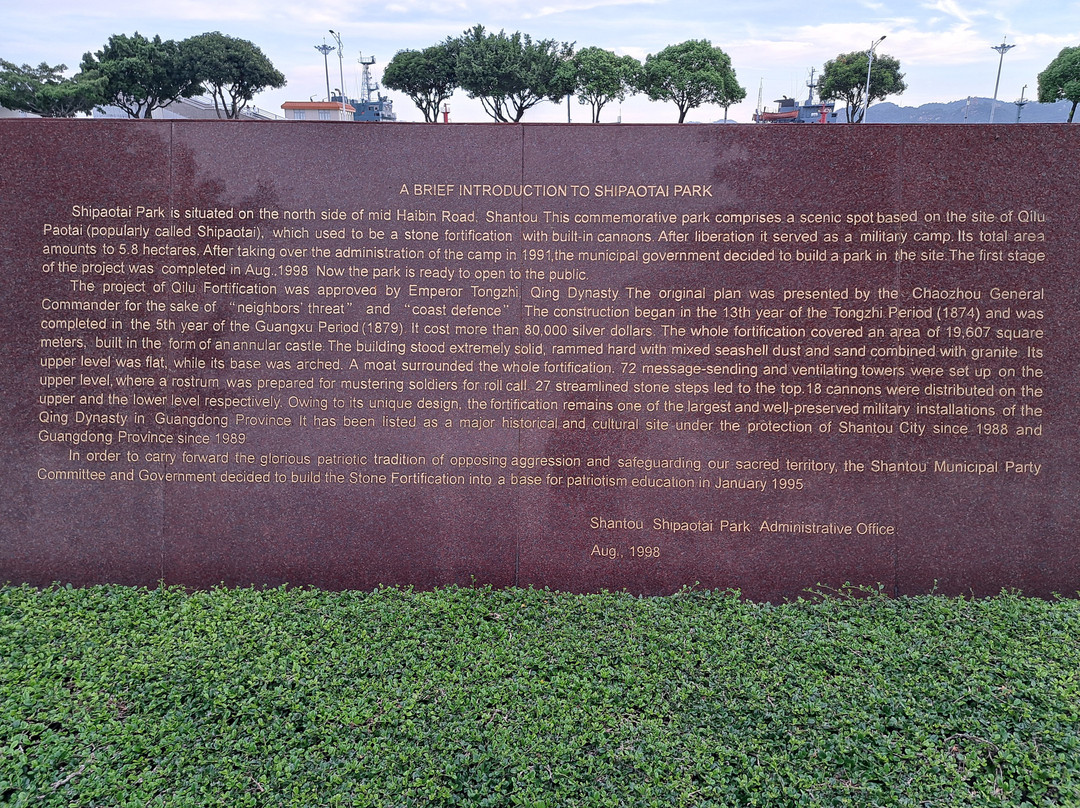 A BRIEF INTRODUCTION TO SHIPAOTAI PARK
Shipaotai Park is situated on the north side of mid Haibin Road, Shantou This commemorative park comprises a scenic spot based on the site of Qilu
Paotai (popularly called Shipaotai), which used to be a stone fortification with built-in cannons. After liberation it served as a military camp. Its total area
amounts to 5.8 hectares. After taking over the administration of the camp in 1991,the municipal government decided to build a park in the site. The first stage
of the project was completed in Aug.,1998 Now the park is ready to open to the public.
The project of Qilu Fortification was approved by Emperor Tongzhi, Qing Dynasty The original plan was presented by the Chaozhou General
Commander for the sake of “neighbors' threat” and “coast defence” The construction began in the 13th year of the Tongzhi Period (1874) and was
completed in the 5th year of the Guangxu Period (1879). It cost more than 80,000 silver dollars. The whole fortification covered an area of 19,607 square
meters, built in the form of an annular castle. The building stood extremely solid, rammed hard with mixed seashell dust and sand combined with granite. Its
upper level was flat, while its base was arched. A moat surrounded the whole fortification. 72 message-sending and ventilating towers were set up on the
upper level, where a rostrum was prepared for mustering soldiers for roll call. 27 streamlined stone steps led to the top. 18 cannons were distributed on the
upper and the lower level respectively. Owing to its unique design, the fortification remains one of the largest and well-preserved military installations of the
Qing Dynasty in Guangdong Province It has been listed as a major historical and cultural site under the protection of Shantou City since 1988 and
Guangdong Province since 1989
In order to carry forward the glorious patriotic tradition of opposing aggression and safeguarding our sacred territory, the Shantou Municipal Party
Committee and Government decided to build the Stone Fortification into a base for patriotism education in January 1995
Shantou Shipaotai Park Administrative Office
Aug., 1998